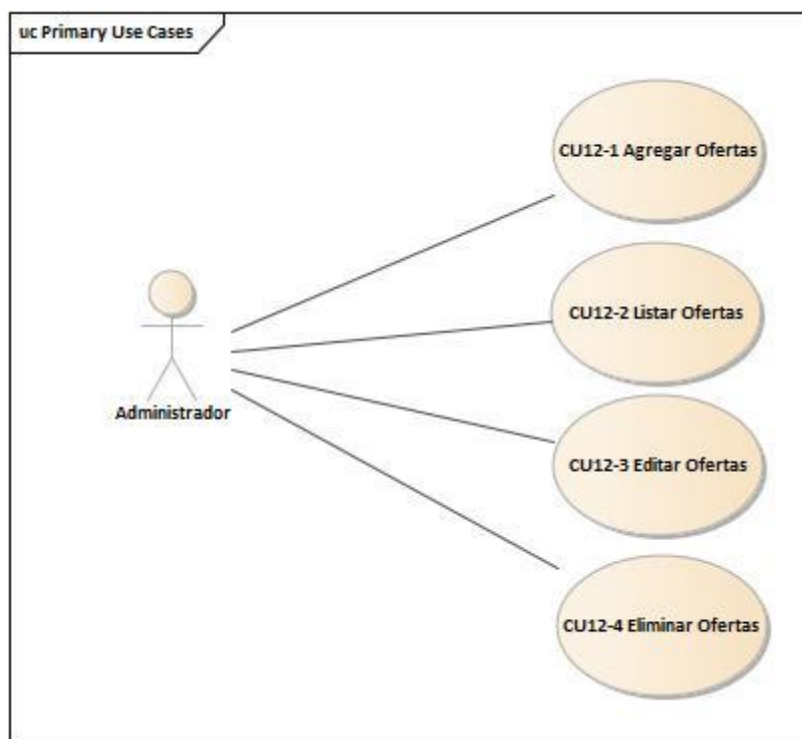 uc Primary Use Cases
CU12-1 Agregar Ofertas
CU12-2 Listar Ofertas
Administrador
CU12-3 Editar Ofertas
CU12-4 Eliminar Ofertas